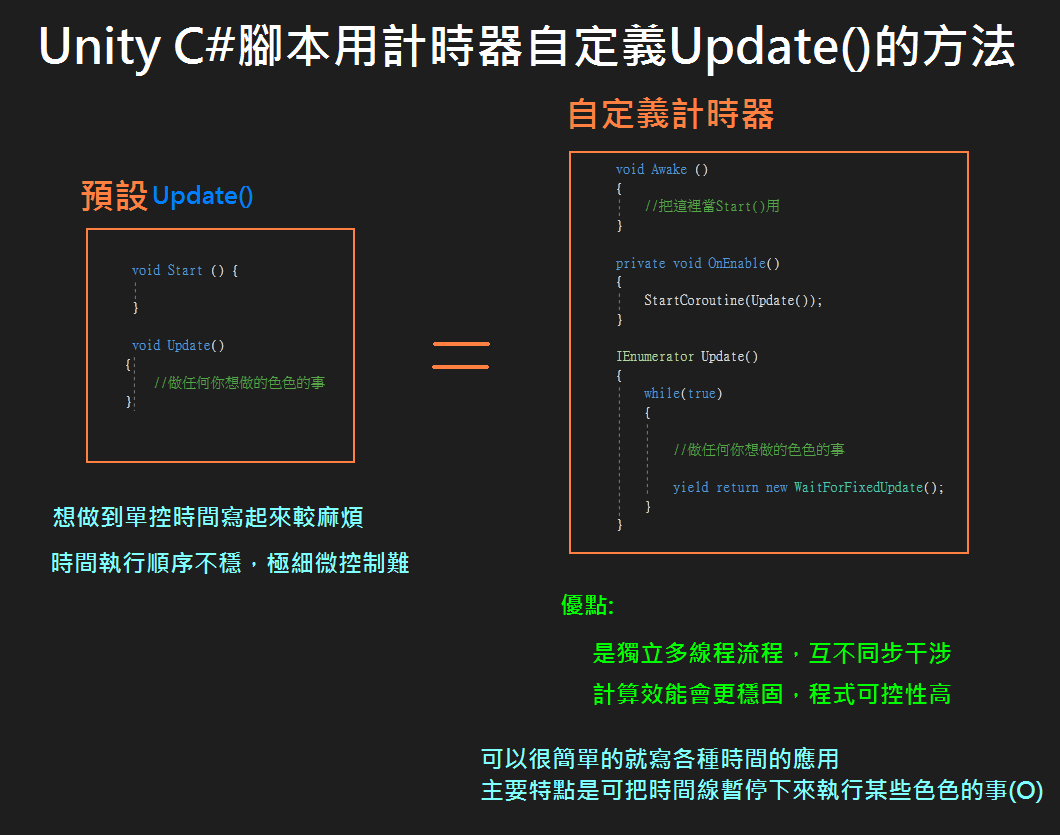 Unity C#腳本用計時器自定義Update()的方法
預設Update()
void Start () {
}
void Update()
{
//做任何你想做的色色的事
}
想做到單控時間寫起來較麻煩
時間執行順序不穩，極細微控制難
自定義計時器
void Awake ()
{
//把這裡當Start()用
}
private void OnEnable()
{
StartCoroutine(Update());
}
IEnumerator Update()
{
while(true)
{
//做任何你想做的色色的事
yield return new WaitForFixedUpdate();
}
}
優點:
是獨立多線程流程，互不同步干涉
計算效能會更穩固，程式可控性高
可以很簡單的就寫各種時間的應用
主要特點是可把時間線暫停下來執行某些色色的事(O)